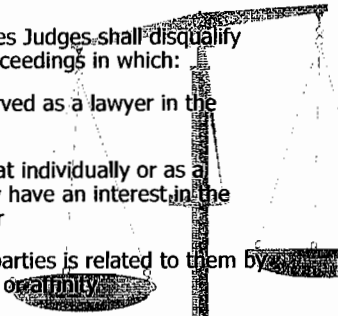 es Judges shall disqualify
ceedings in which:
rved as a lawyer in the
at individually or as a
have an interest in the
r
parties is related to them by
or affinity